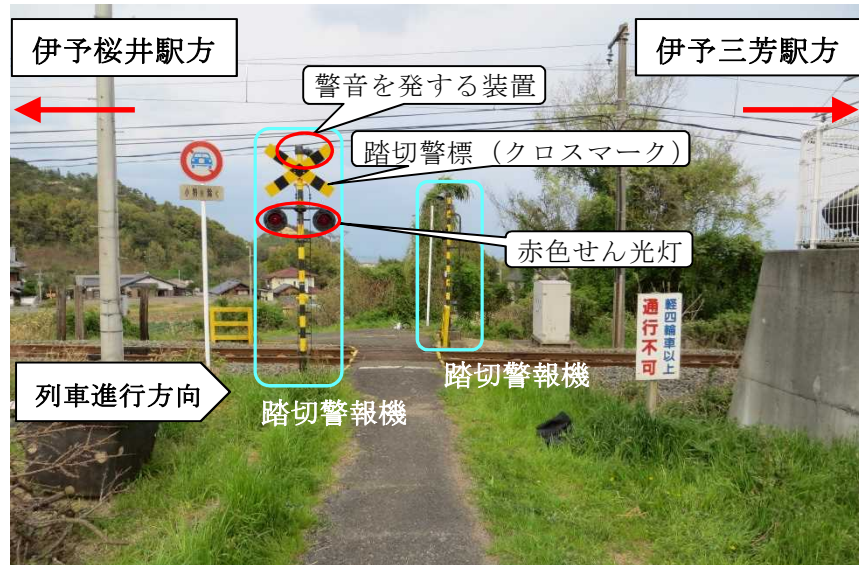 伊予桜井駅方
伊予三芳駅方
警音を発する装置
踏切警標(クロスマーク)
赤色せん光灯
軽四輪車以上
通行不可
踏切警報機
列車進行方向
踏切警報機